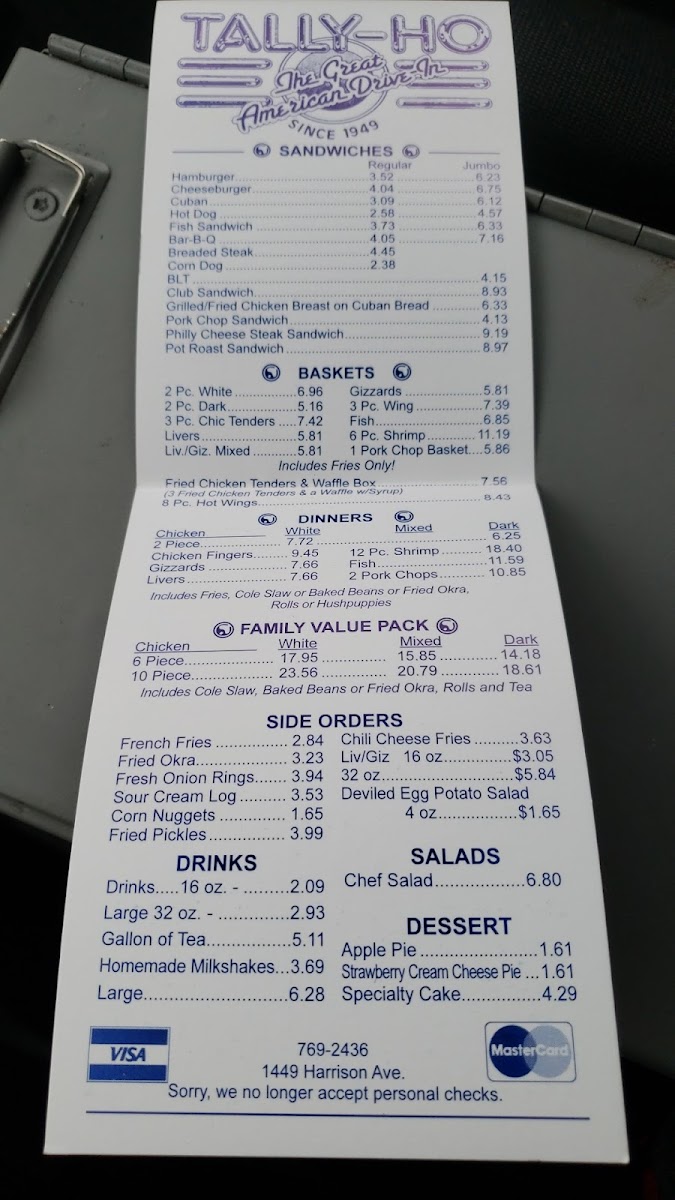 TALLY-HO
The Great
American Drive-In
SINCE 1949
SANDWICHES
Regular Jumbo
Hamburger 3.52 6.23
Cheeseburger 4.04 6.75
Cuban 3.09 6.12
Hot Dog 2.58 4.57
Fish Sandwich 3.73 6.33
Bar-B-Q 4.05 7.16
Breaded Steak 4.45
Corn Dog 2.38
BLT 4.15
Club Sandwich 8.93
Grilled/Fried Chicken Breast on Cuban Bread 6.33
Pork Chop Sandwich 4.13
Philly Cheese Steak Sandwich 9.19
Pot Roast Sandwich 8.97
BASKETS
2 Pc. White 6.96 Gizzards 5.81
2 Pc. Dark 5.16 3 Pc. Wing 7.39
3 Pc. Chic Tenders 7.42 Fish 6.85
Livers 5.81 6 Pc. Shrimp 11.19
Liv./Giz. Mixed 5.81 1 Pork Chop Basket 5.86
Includes Fries Only!
Fried Chicken Tenders & Waffle Box 7.56
(3 Fried Chicken Tenders & a Waffle w/Syrup)
8 Pc. Hot Wings 8.43
DINNERS
Chicken White Mixed Dark
2 Piece 7.72 6.25
Chicken Fingers 9.45 12 Pc. Shrimp 18.40
Gizzards 7.66 Fish 11.59
Livers 7.66 2 Pork Chops 10.85
Includes Fries, Cole Slaw or Baked Beans or Fried Okra,
Rolls or Hushpuppies
FAMILY VALUE PACK
Chicken White Mixed Dark
6 Piece 17.95 15.85 14.18
10 Piece 23.56 20.79 18.61
Includes Cole Slaw, Baked Beans or Fried Okra, Rolls and Tea
SIDE ORDERS
French Fries 2.84 Chili Cheese Fries 3.63
Fried Okra 3.23 Liv/Giz 16 oz $3.05
Fresh Onion Rings 3.94 32 oz $5.84
Sour Cream Log 3.53 Deviled Egg Potato Salad
Corn Nuggets 1.65 4 oz $1.65
Fried Pickles 3.99
DRINKS
Drinks.....16 oz. - 2.09
Large 32 oz. - 2.93
Gallon of Tea 5.11
Homemade Milkshakes...3.69
Large 6.28
SALADS
Chef Salad 6.80
DESSERT
Apple Pie 1.61
Strawberry Cream Cheese Pie ...1.61
Specialty Cake 4.29
VISA
MasterCard
769-2436
1449 Harrison Ave.
Sorry, we no longer accept personal checks.